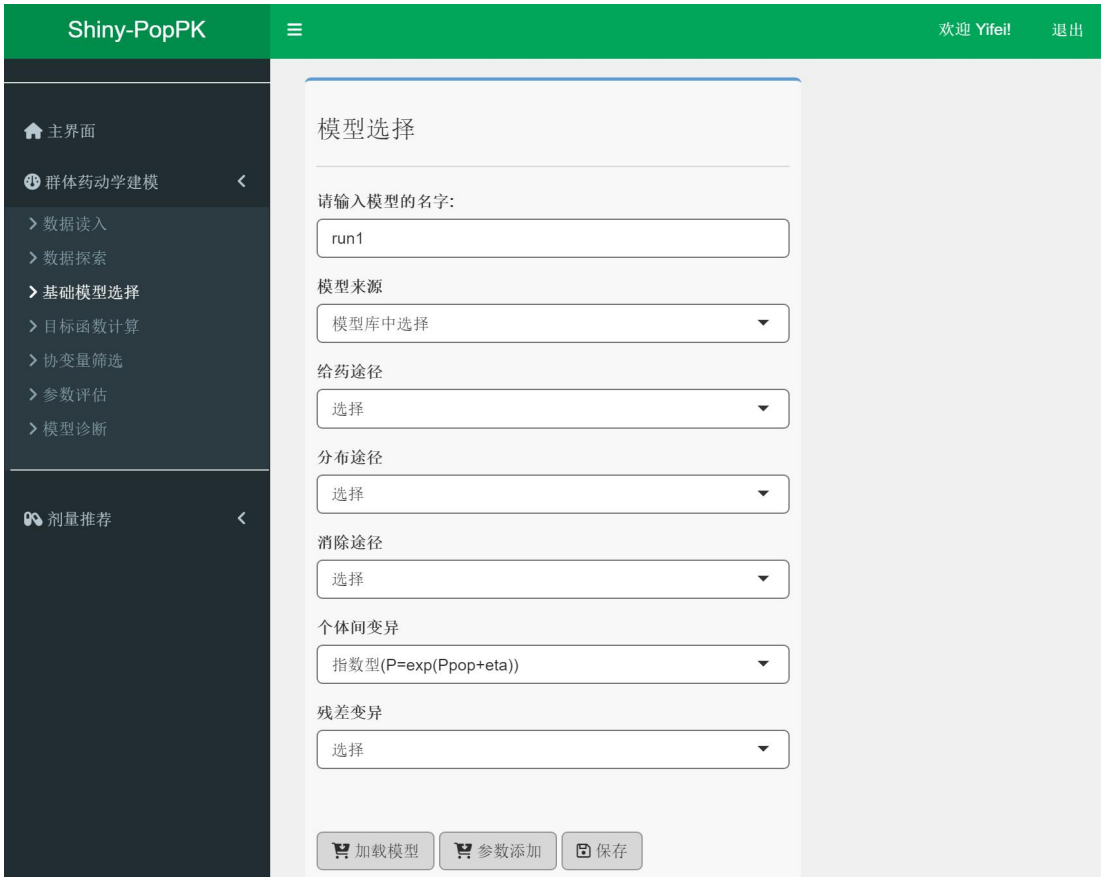 Shiny-PopPK
欢迎 Yifei!
退出
主界面
群体药动学建模
数据读入
数据探索
基础模型选择
目标函数计算
协变量筛选
参数评估
模型诊断
剂量推荐
模型选择
请输入模型的名字:
run1
模型来源
模型库中选择
给药途径
选择
分布途径
选择
消除途径
选择
个体间变异
指数型(P=exp(Ppop+eta))
残差变异
选择
加载模型
参数添加
保存